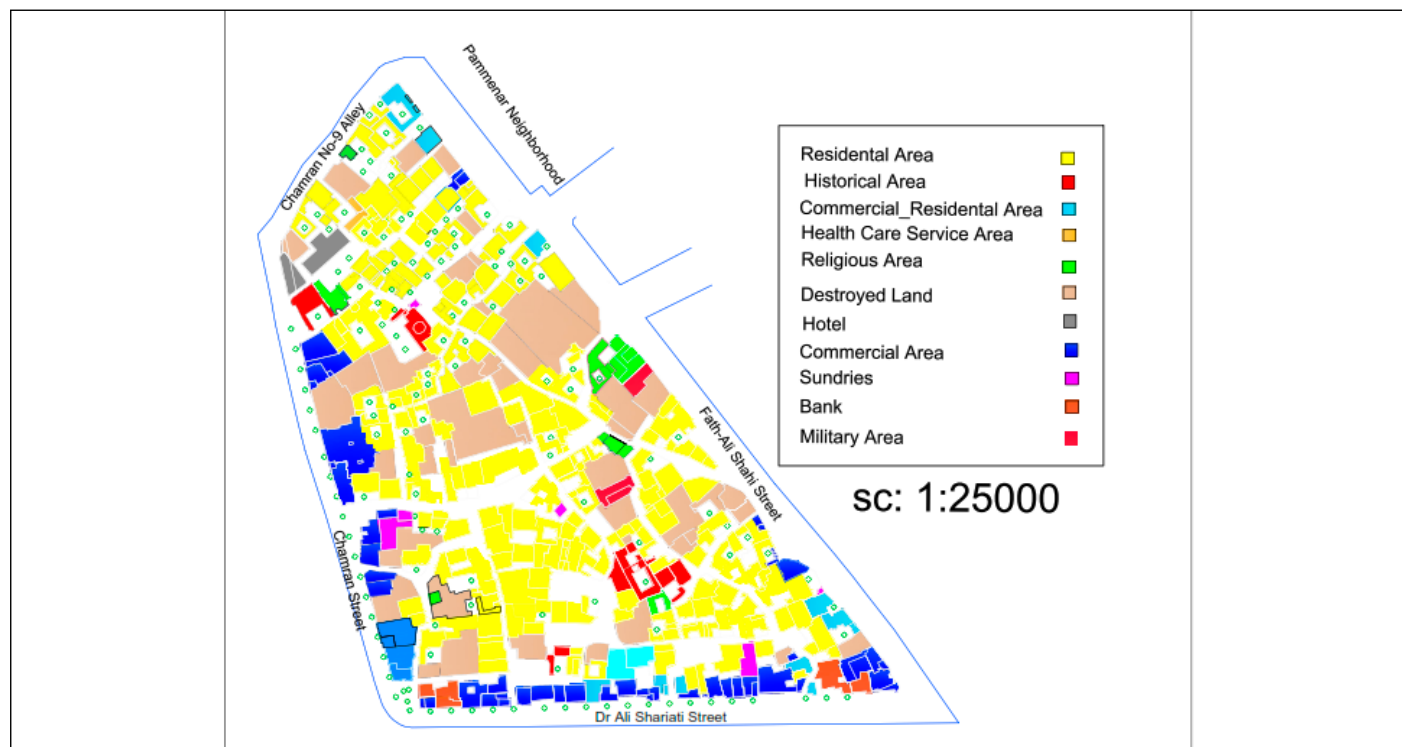 Pammenar Neighborhood
Chamran No-9 Alley
Residental Area
Historical Area
Commercial_Residental Area
Health Care Service Area
Religious Area
Destroyed Land
Hotel
Commercial Area
Sundries
Bank
Military Area
Fath-Ali Shahi Street
sc: 1:25000
Chamran Street
Dr Ali Shariati Street